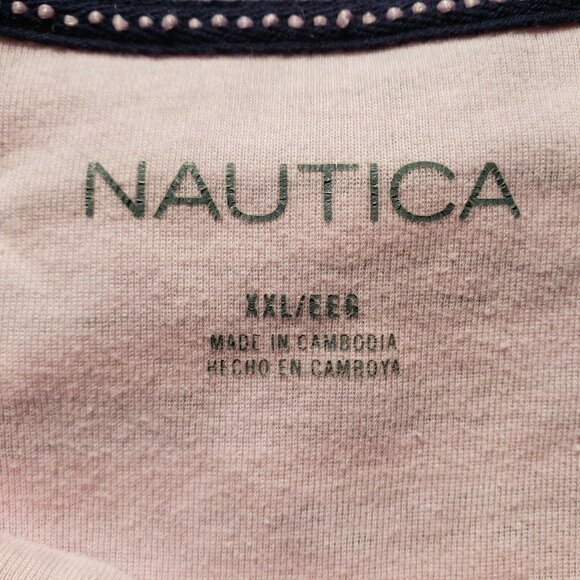 NAUTICA
XXL/EEG
MADE IN CAMBODIA
HECHO EN CAMBOYA